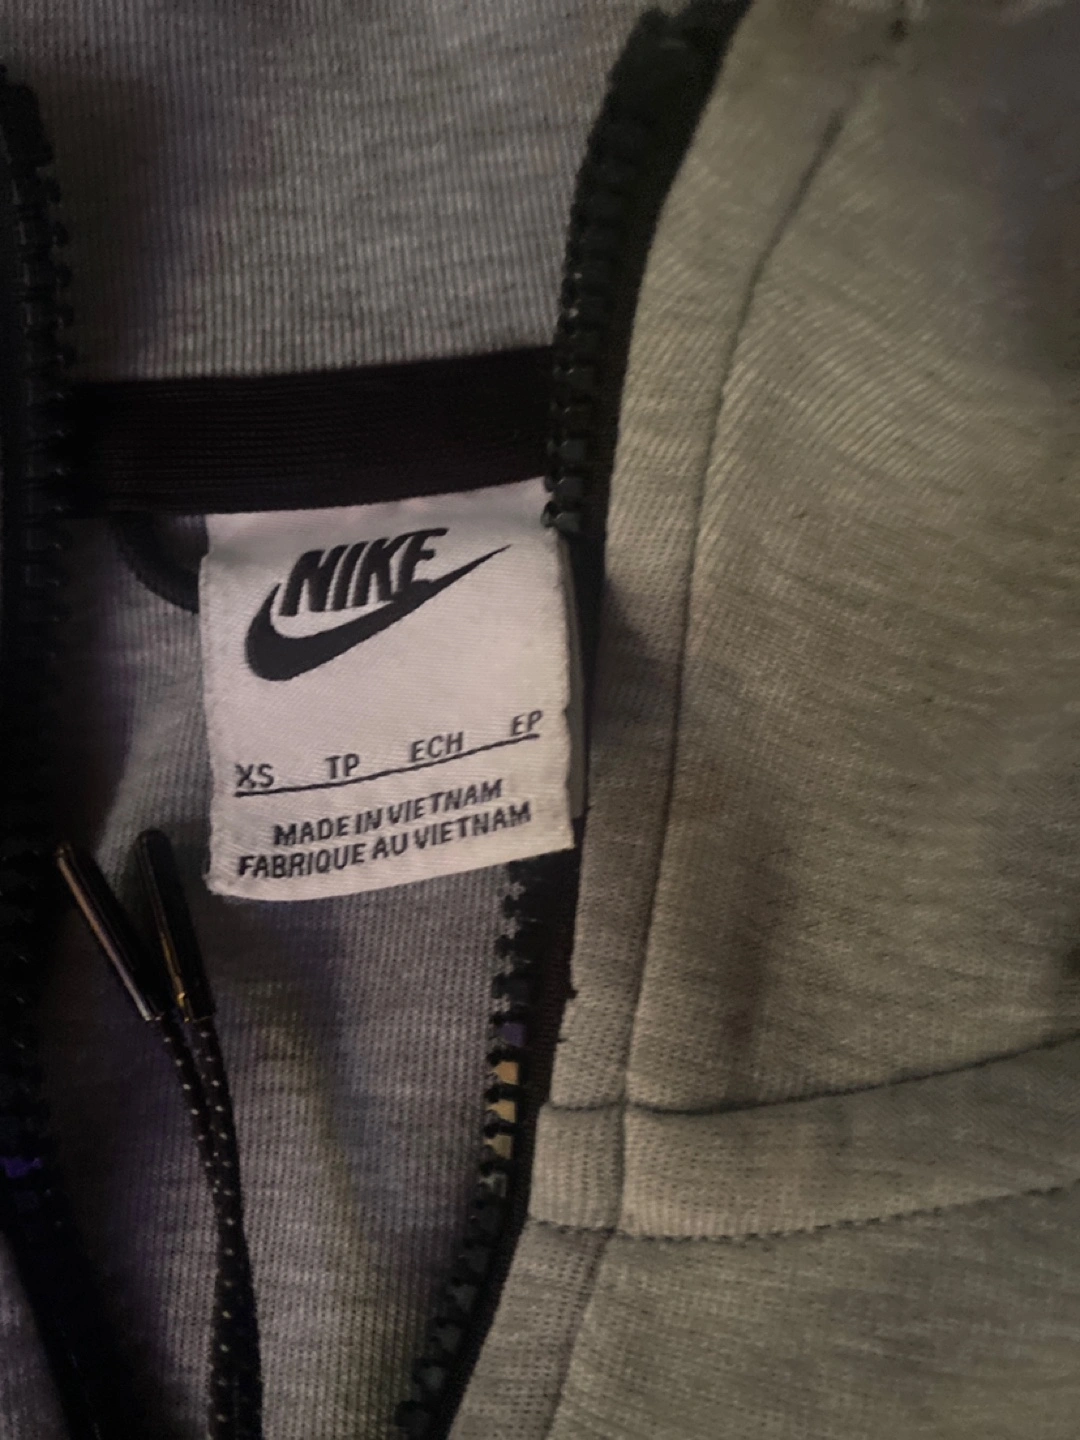 NIKE
XS TP ECH EP
MADE IN VIETNAM
FABRIQUE AU VIETNAM